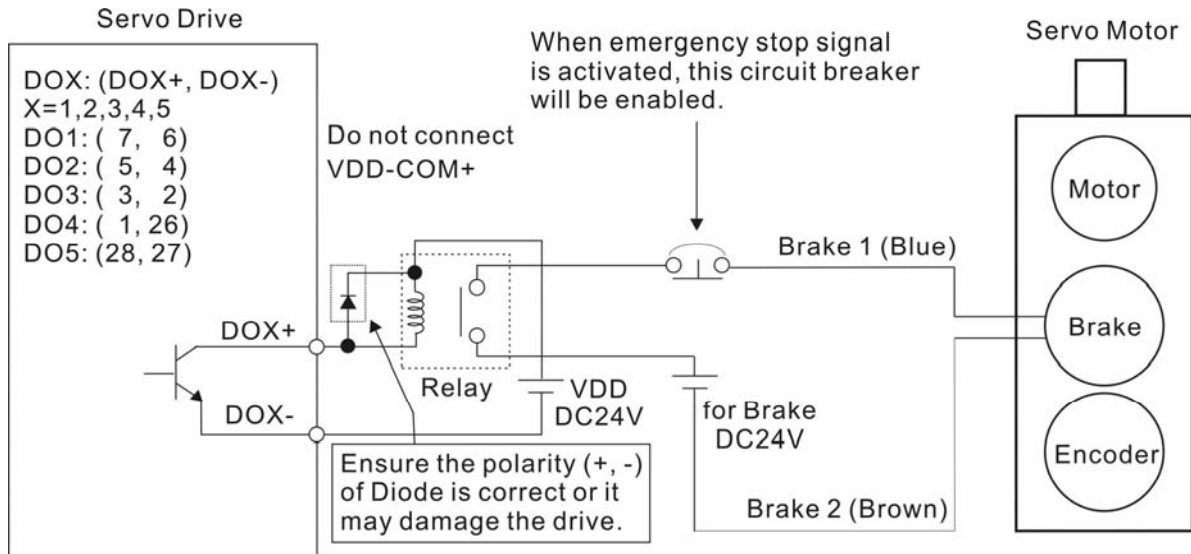 Servo Drive
DOX: (DOX+, DOX-)
X=1,2,3,4,5
DO1: ( 7, 6)
DO2: ( 5, 4)
DO3: ( 3, 2)
DO4: ( 1, 26)
DO5: (28, 27)
Do not connect
VDD-COM+
When emergency stop signal
is activated, this circuit breaker
will be enabled.
Servo Motor
Motor
Brake 1 (Blue)
DOX+
Brake
Relay
VDD
DC24V
for Brake
DC24V
DOX-
Encoder
Ensure the polarity (+, -)
of Diode is correct or it
may damage the drive.
Brake 2 (Brown)